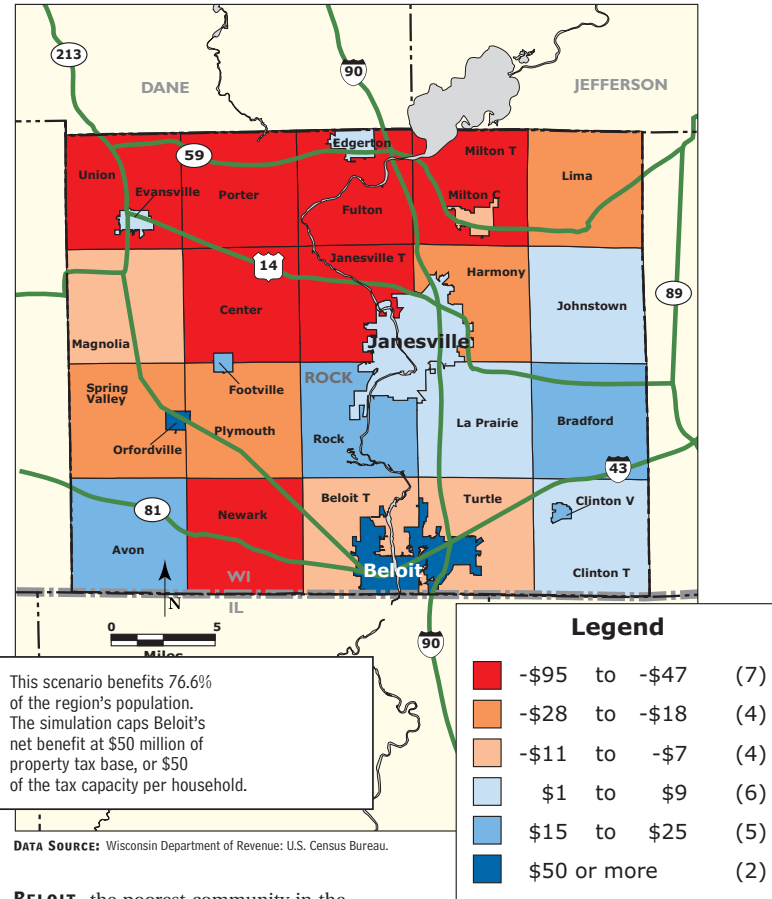 213
90
DANE
JEFFERSON
Edgerton
59
Milton T
Union
Lima
Evansville
Porter
Milton C
Fulton
Janesville T
14
Harmony
89
Center
Johnstown
Magnolia
Janesville
ROCK
Spring
Valley
Footville
La Prairie
Bradford
Plymouth
Rock
Orfordville
43
Beloit T
Turtle
Clinton V
81
Newark
Avon
Beloit
Clinton T
WI
N
IL
0 5
Miles
90
This scenario benefits 76.6%
of the region's population.
The simulation caps Beloit's
net benefit at $50 million of
property tax base, or $50
of the tax capacity per household.
Legend
-$95 to -$47 (7)
-$28 to -$18 (4)
-$11 to -$7 (4)
$1 to $9 (6)
$15 to $25 (5)
$50 or more (2)
DATA SOURCE: Wisconsin Department of Revenue: U.S. Census Bureau.
BELOIT, the poorest community in the